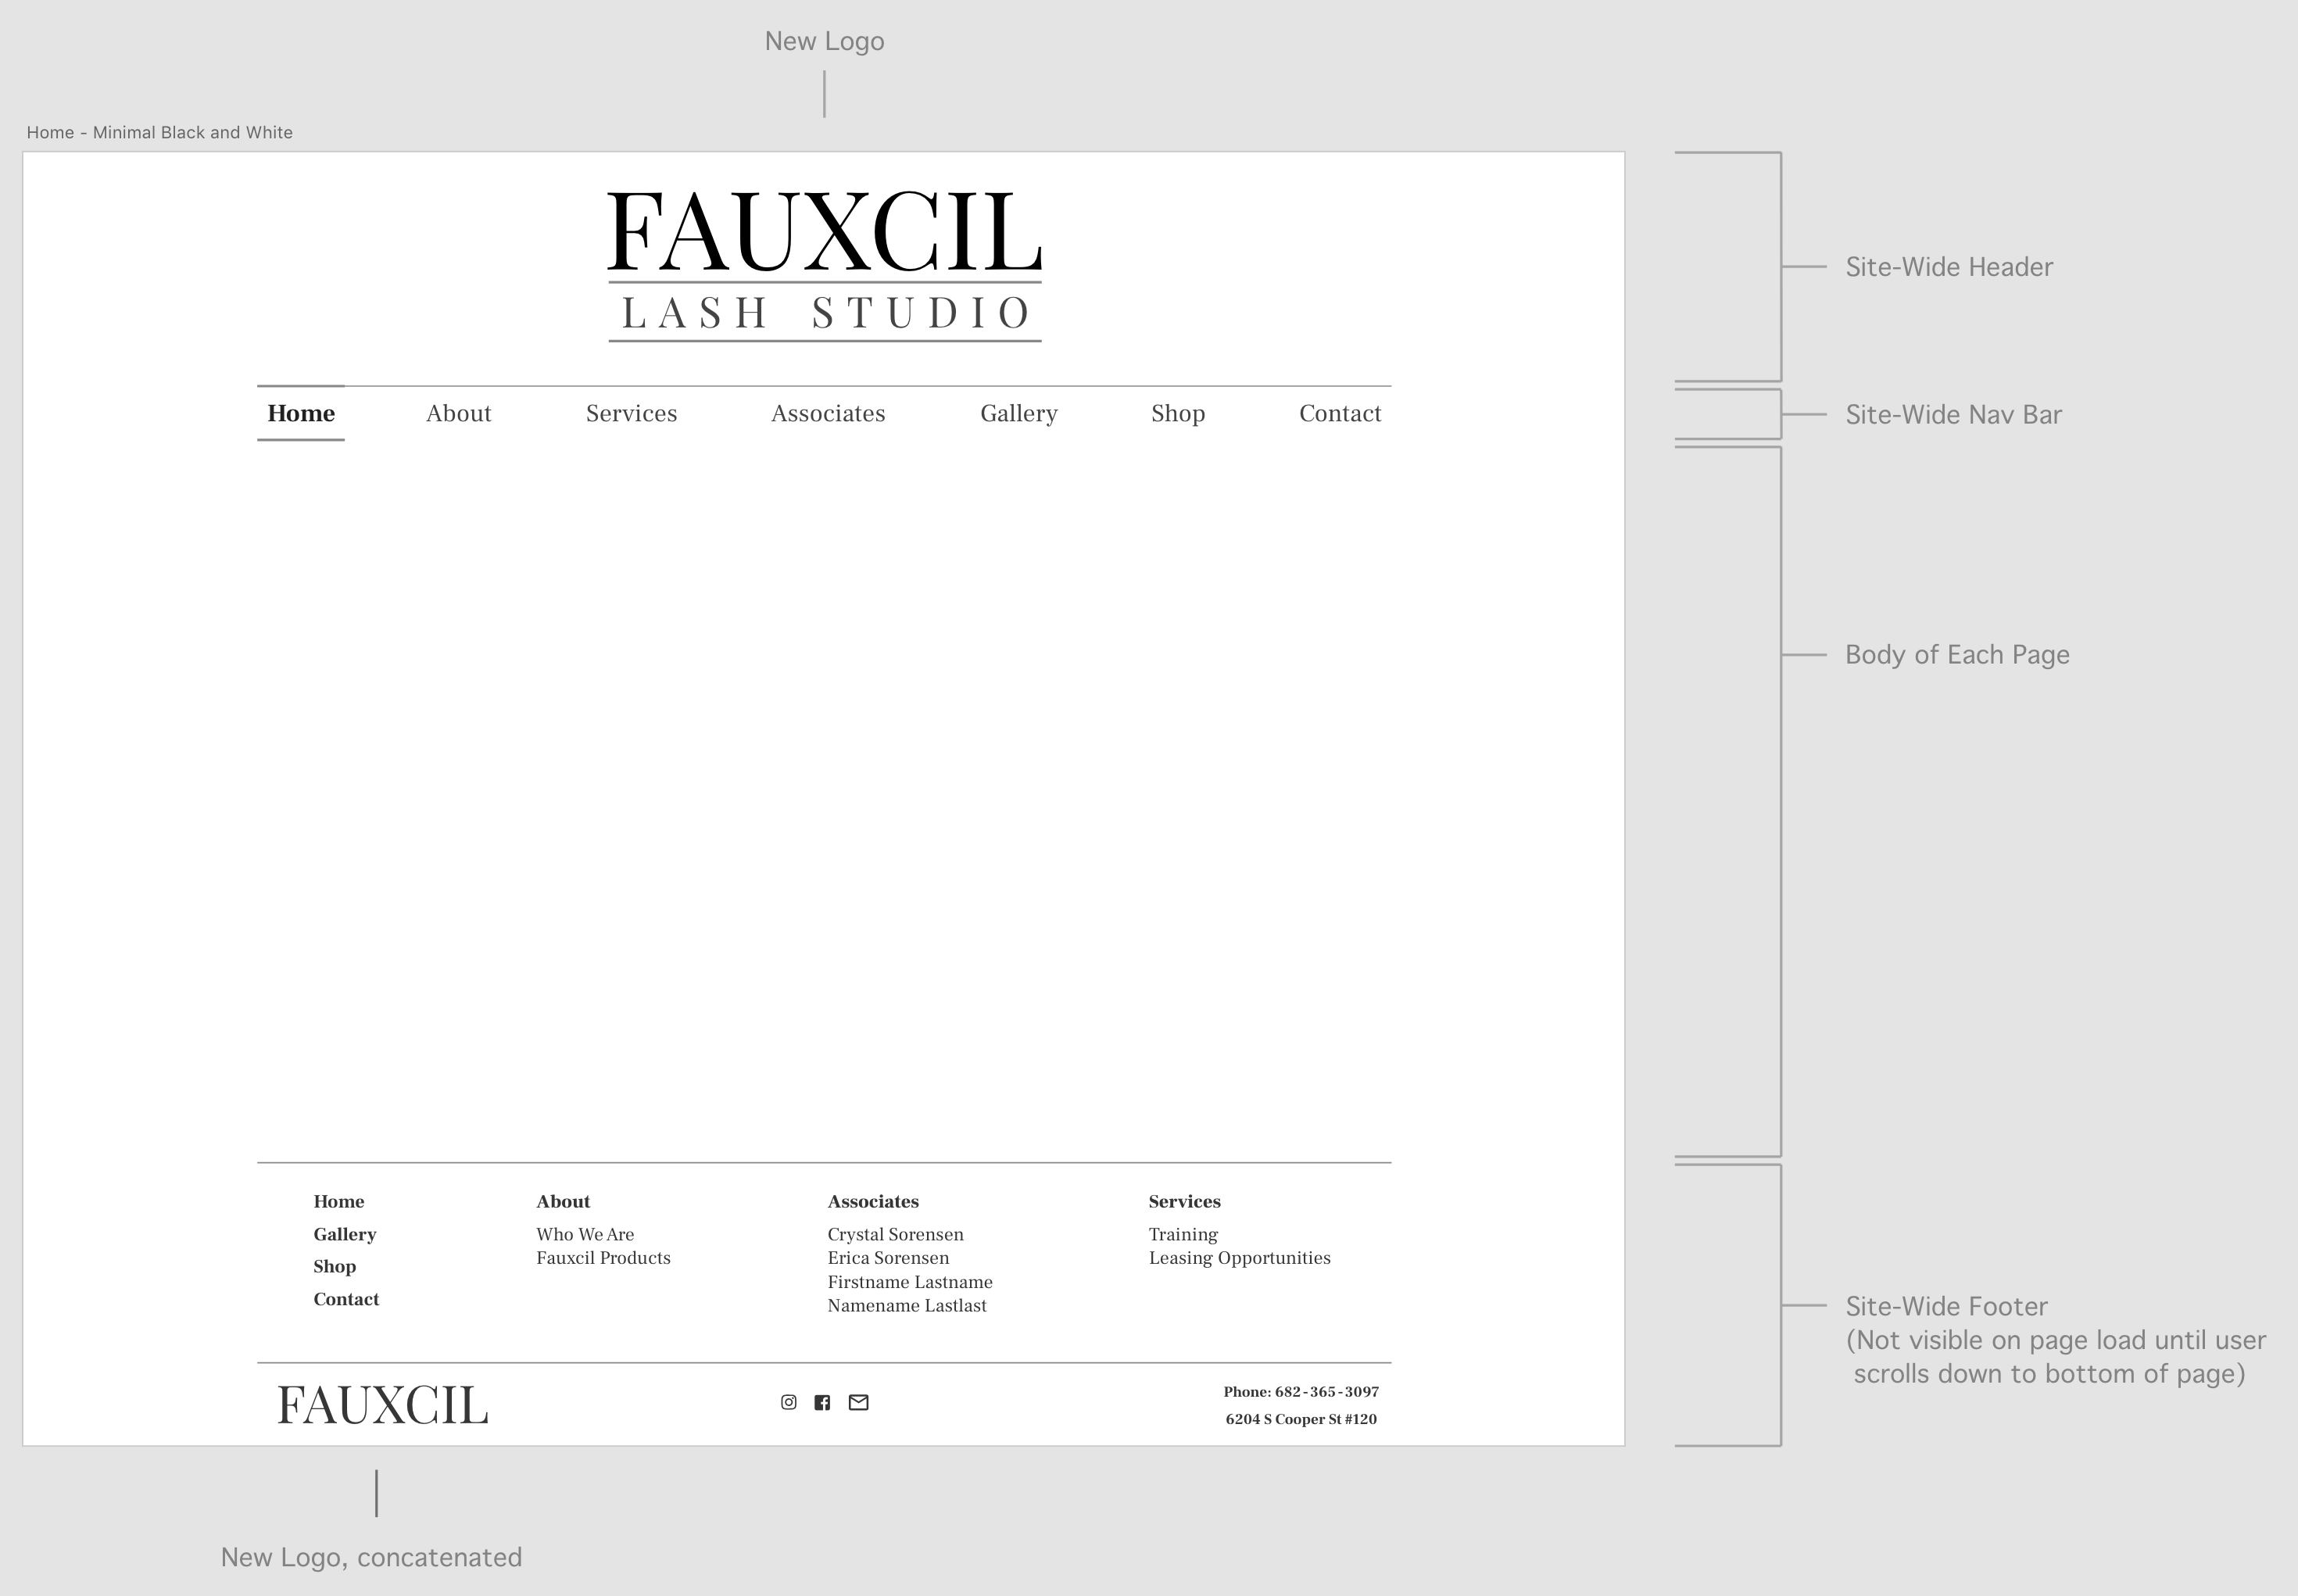 New Logo
Home - Minimal Black and White
FAUXCIL
LASH STUDIO
Home About Services Associates Gallery Shop Contact
Site-Wide Header
Site-Wide Nav Bar
Body of Each Page
Home
Gallery
Shop
Contact
About
Who We Are
Fauxcil Products
Associates
Crystal Sorensen
Erica Sorensen
Firstname Lastname
Namename Lastlast
Services
Training
Leasing Opportunities
Site-Wide Footer
(Not visible on page load until user
scrolls down to bottom of page)
FAUXCIL
Phone: 682-365-3097
6204 S Cooper St #120
New Logo, concatenated